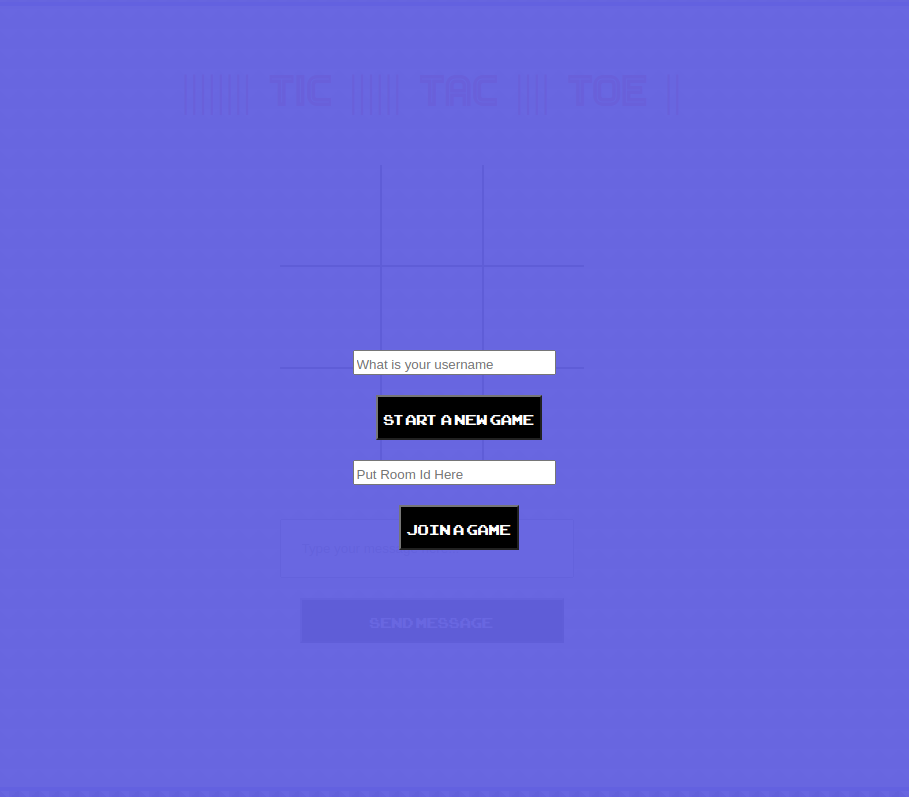 ||||||| TIC ||||| TAC |||| TOE ||
What is your username
START A NEW GAME
Put Room Id Here
JOIN A GAME
Type your
SEND MESSAGE